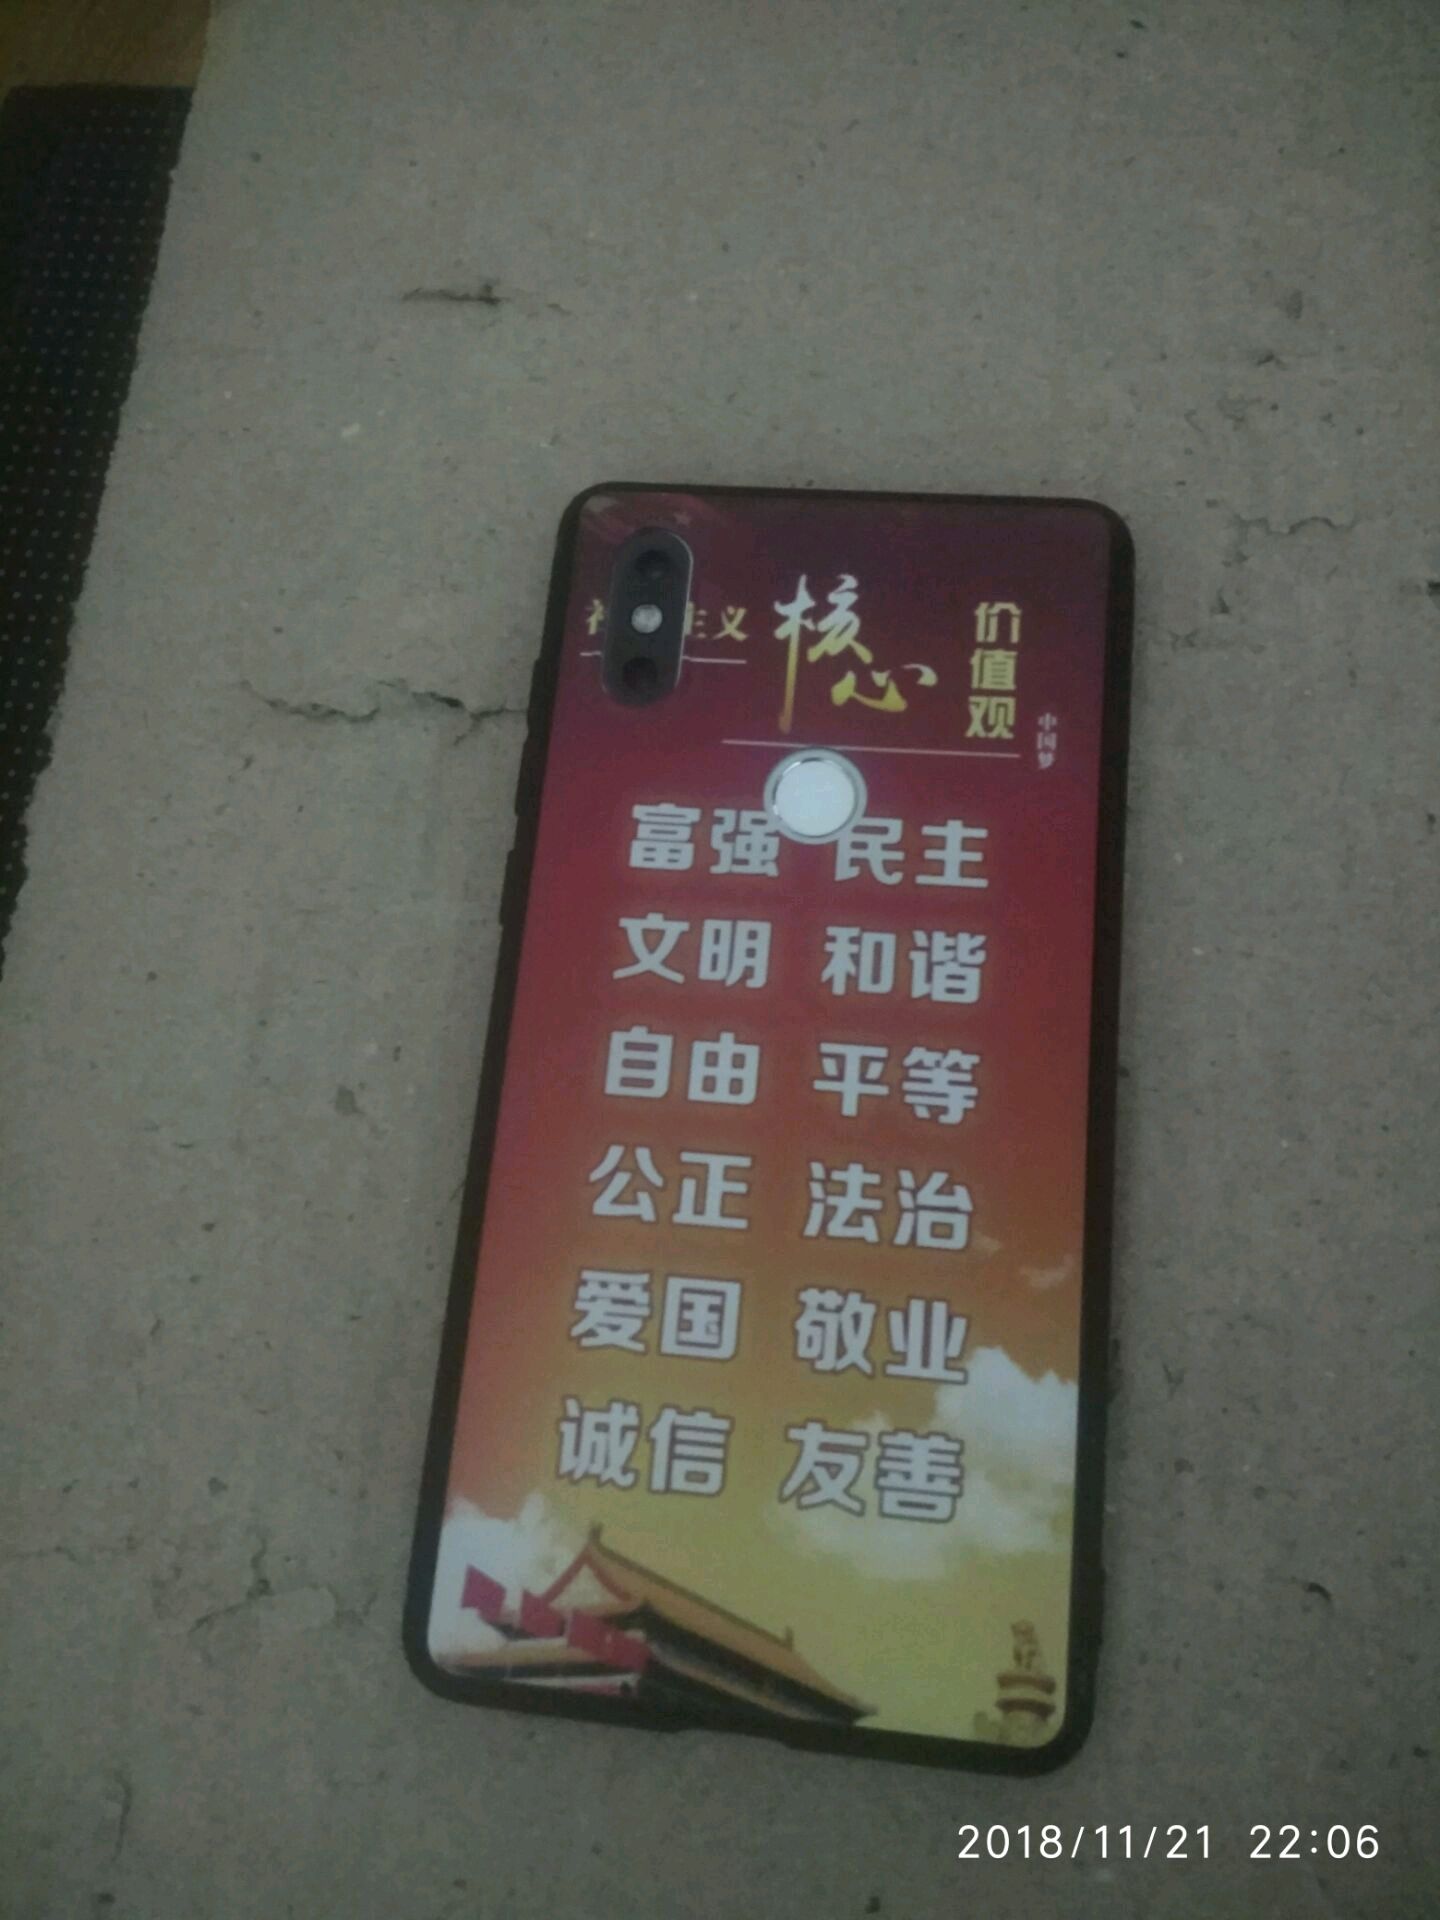 主义 核心 价值观
中国梦
富强 民主
文明 和谐
自由 平等
公正 法治
爱国 敬业
诚信 友善
2018/11/21 22:06